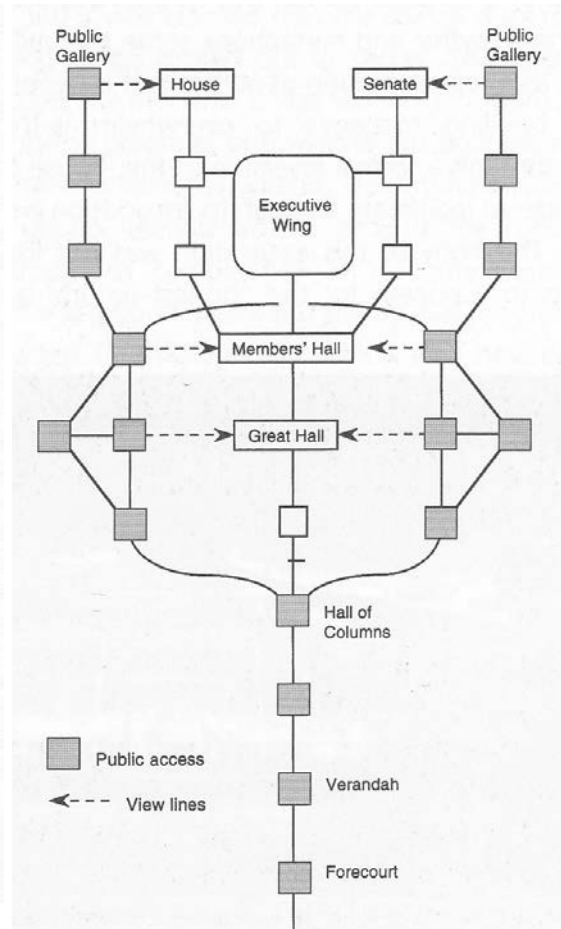 Public
Gallery
Public
Gallery
House
Senate
Executive
Wing
Members' Hall
Great Hall
Hall of
Columns
Public access
Verandah
View lines
Forecourt